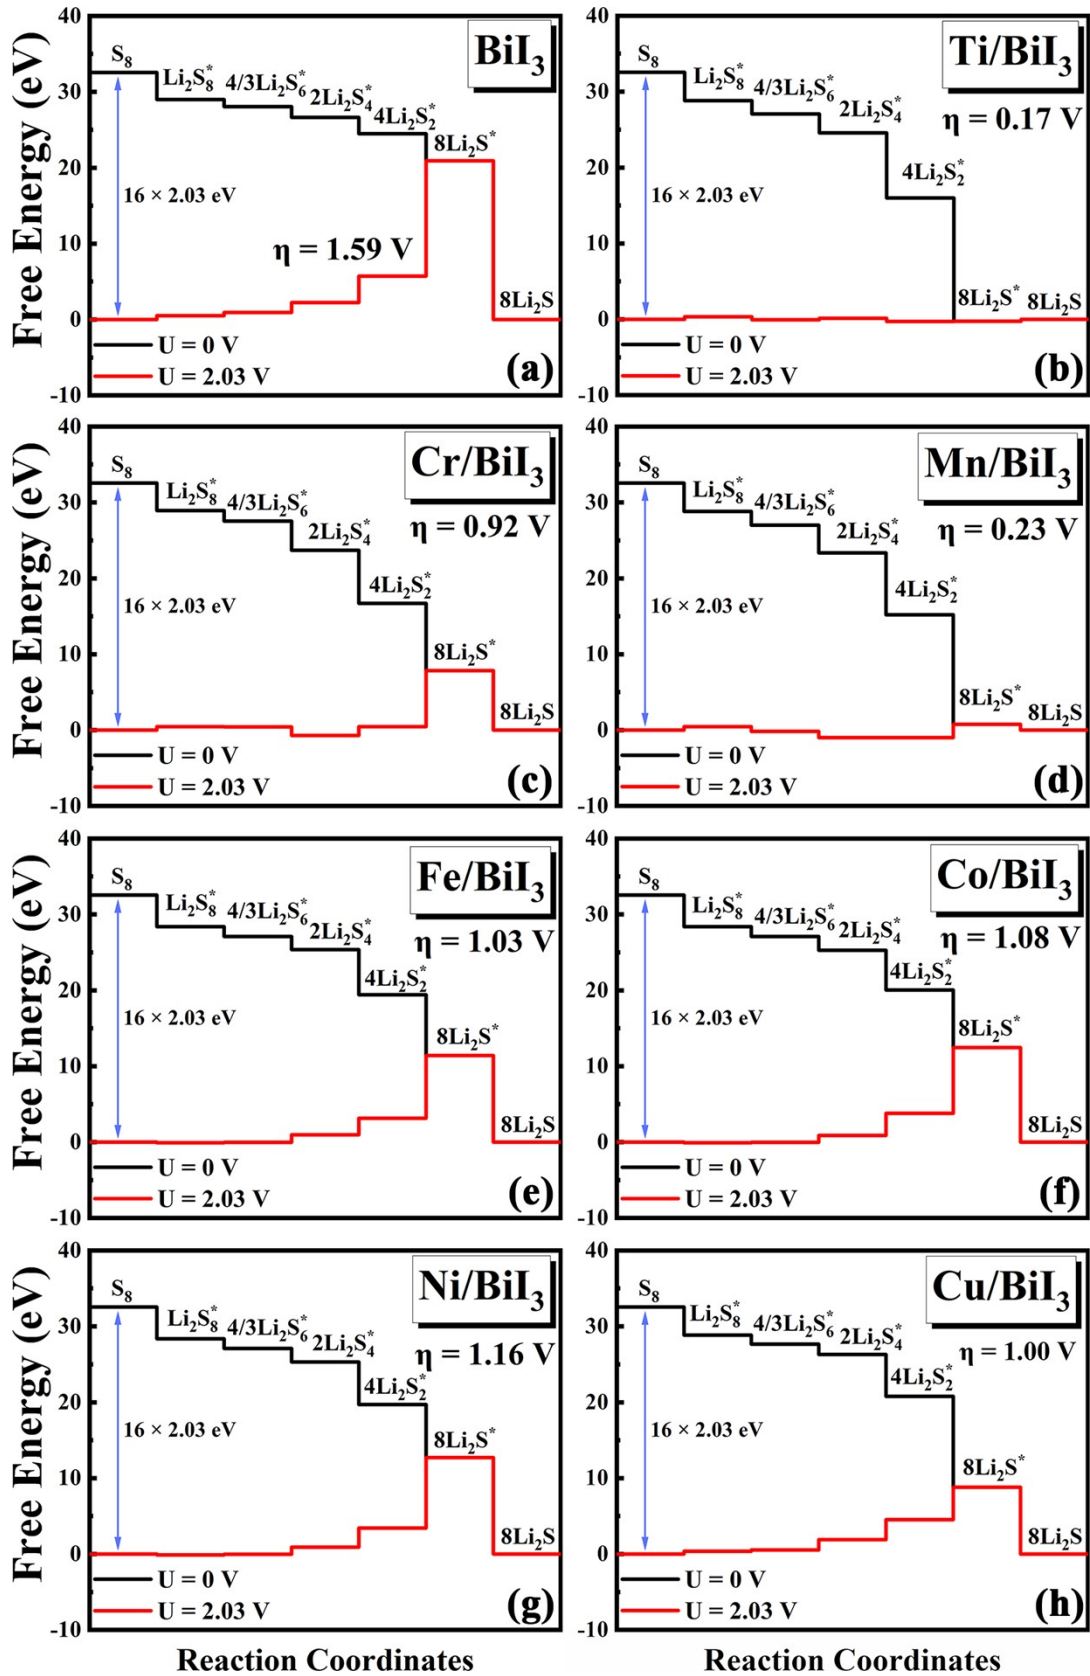 Free Energy (eV)
40
30
20
10
0
-10
BiI₃
S₈
Li₂S₈*
4/3Li₂S₆*
2Li₂S₄*
4Li₂S₂*
8Li₂S*
16 × 2.03 eV
η = 1.59 V
8Li₂S
U = 0 V
U = 2.03 V
(a)
40
30
20
10
0
-10
Ti/BiI₃
η = 0.17 V
S₈
Li₂S₈*
4/3Li₂S₆*
2Li₂S₄*
4Li₂S₂*
16 × 2.03 eV
8Li₂S*
8Li₂S
U = 0 V
U = 2.03 V
(b)
Free Energy (eV)
40
30
20
10
0
-10
Cr/BiI₃
η = 0.92 V
S₈
Li₂S₈*
4/3Li₂S₆*
2Li₂S₄*
4Li₂S₂*
16 × 2.03 eV
8Li₂S*
8Li₂S
U = 0 V
U = 2.03 V
(c)
40
30
20
10
0
-10
Mn/BiI₃
η = 0.23 V
S₈
Li₂S₈*
4/3Li₂S₆*
2Li₂S₄*
4Li₂S₂*
16 × 2.03 eV
8Li₂S*
8Li₂S
U = 0 V
U = 2.03 V
(d)
Free Energy (eV)
40
30
20
10
0
-10
Fe/BiI₃
η = 1.03 V
S₈
Li₂S₈*
4/3Li₂S₆*
2Li₂S₄*
4Li₂S₂*
16 × 2.03 eV
8Li₂S*
8Li₂S
U = 0 V
U = 2.03 V
(e)
40
30
20
10
0
-10
Co/BiI₃
η = 1.08 V
S₈
Li₂S₈*
4/3Li₂S₆*
2Li₂S₄*
4Li₂S₂*
16 × 2.03 eV
8Li₂S*
8Li₂S
U = 0 V
U = 2.03 V
(f)
Free Energy (eV)
40
30
20
10
0
-10
Ni/BiI₃
η = 1.16 V
S₈
Li₂S₈*
4/3Li₂S₆*
2Li₂S₄*
4Li₂S₂*
16 × 2.03 eV
8Li₂S*
8Li₂S
U = 0 V
U = 2.03 V
(g)
Reaction Coordinates
40
30
20
10
0
-10
Cu/BiI₃
η = 1.00 V
S₈
Li₂S₈*
4/3Li₂S₆*
2Li₂S₄*
4Li₂S₂*
16 × 2.03 eV
8Li₂S*
8Li₂S
U = 0 V
U = 2.03 V
(h)
Reaction Coordinates